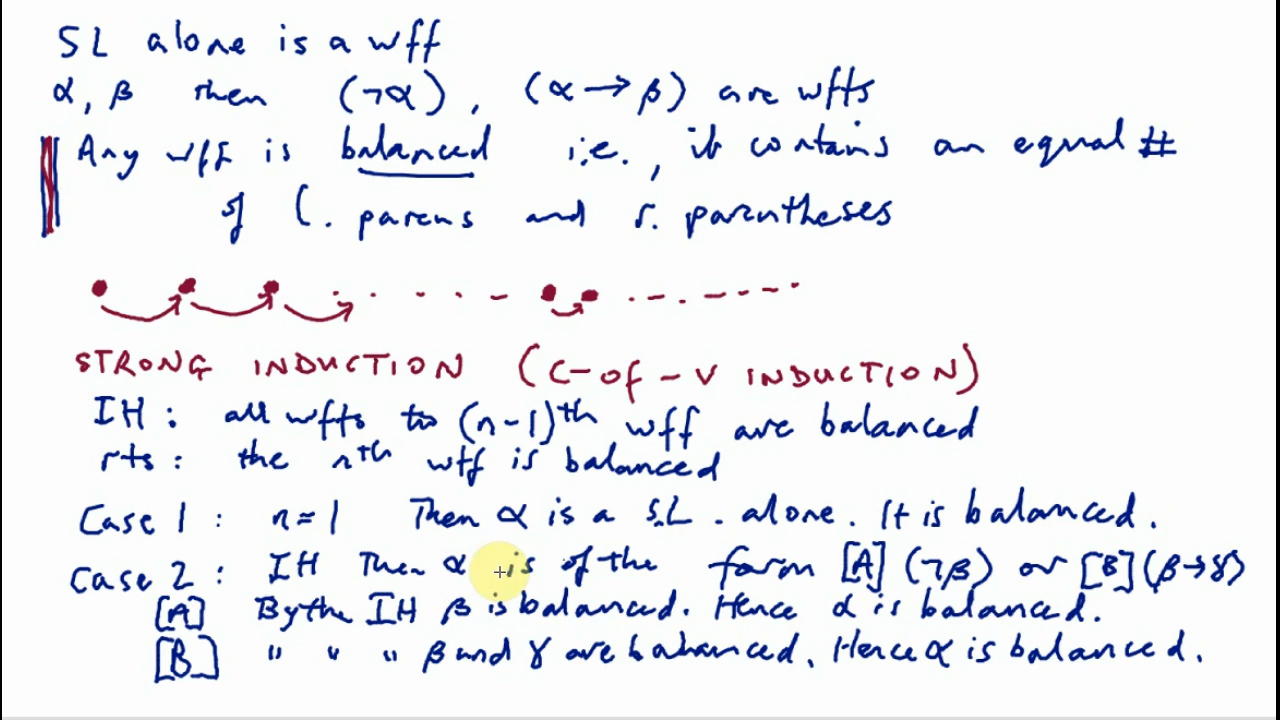 SL alone is a wff
α, β then (¬α), (α → β) are wffs
Any wff is balanced i.e., it contains an equal #
of l. parens and r. parentheses
STRONG INDUCTION (C-of-V INDUCTION)
IH: all wffs to (n-1)th wff are balanced
rts: the nth wff is balanced
Case 1: n=1 Then α is a S.L. alone. It is balanced.
Case 2: IH Then α is of the form [A] (¬β) or [B] (β→γ)
[A] By the IH β is balanced. Hence α is balanced.
[B] " " " β and γ are balanced. Hence α is balanced.